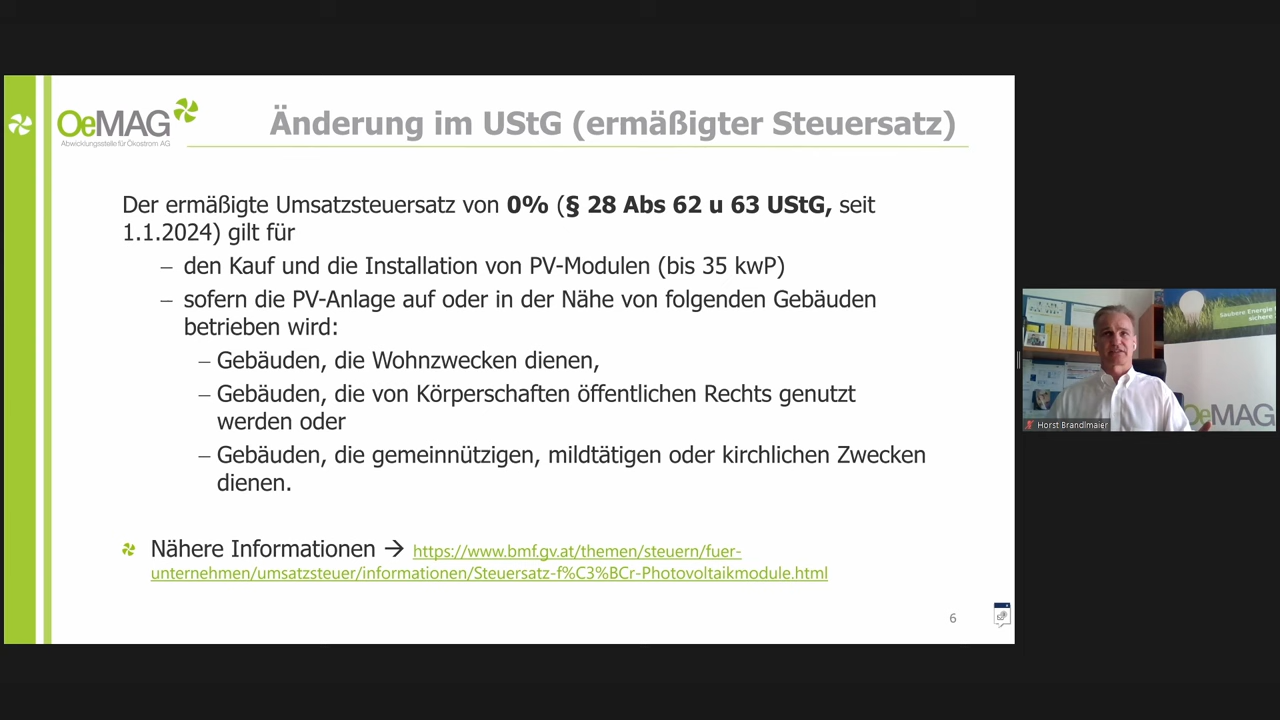 OeMAG
Abwicklungsstelle für Ökostrom AG
Änderung im UStG (ermäßigter Steuersatz)
Der ermäßigte Umsatzsteuersatz von 0% (§ 28 Abs 62 u 63 UStG, seit
1.1.2024) gilt für
– den Kauf und die Installation von PV-Modulen (bis 35 kwP)
– sofern die PV-Anlage auf oder in der Nähe von folgenden Gebäuden
betrieben wird:
– Gebäuden, die Wohnzwecken dienen,
– Gebäuden, die von Körperschaften öffentlichen Rechts genutzt
werden oder
– Gebäuden, die gemeinnützigen, mildtätigen oder kirchlichen Zwecken
dienen.
Nähere Informationen → https://www.bmf.gv.at/themen/steuern/fuer-
unternehmen/umsatzsteuer/informationen/Steuersatz-f%C3%BCr-Photovoltaikmodule.html
6
Saubere Energie
sichere
OeMAG
Horst Brandlmaier